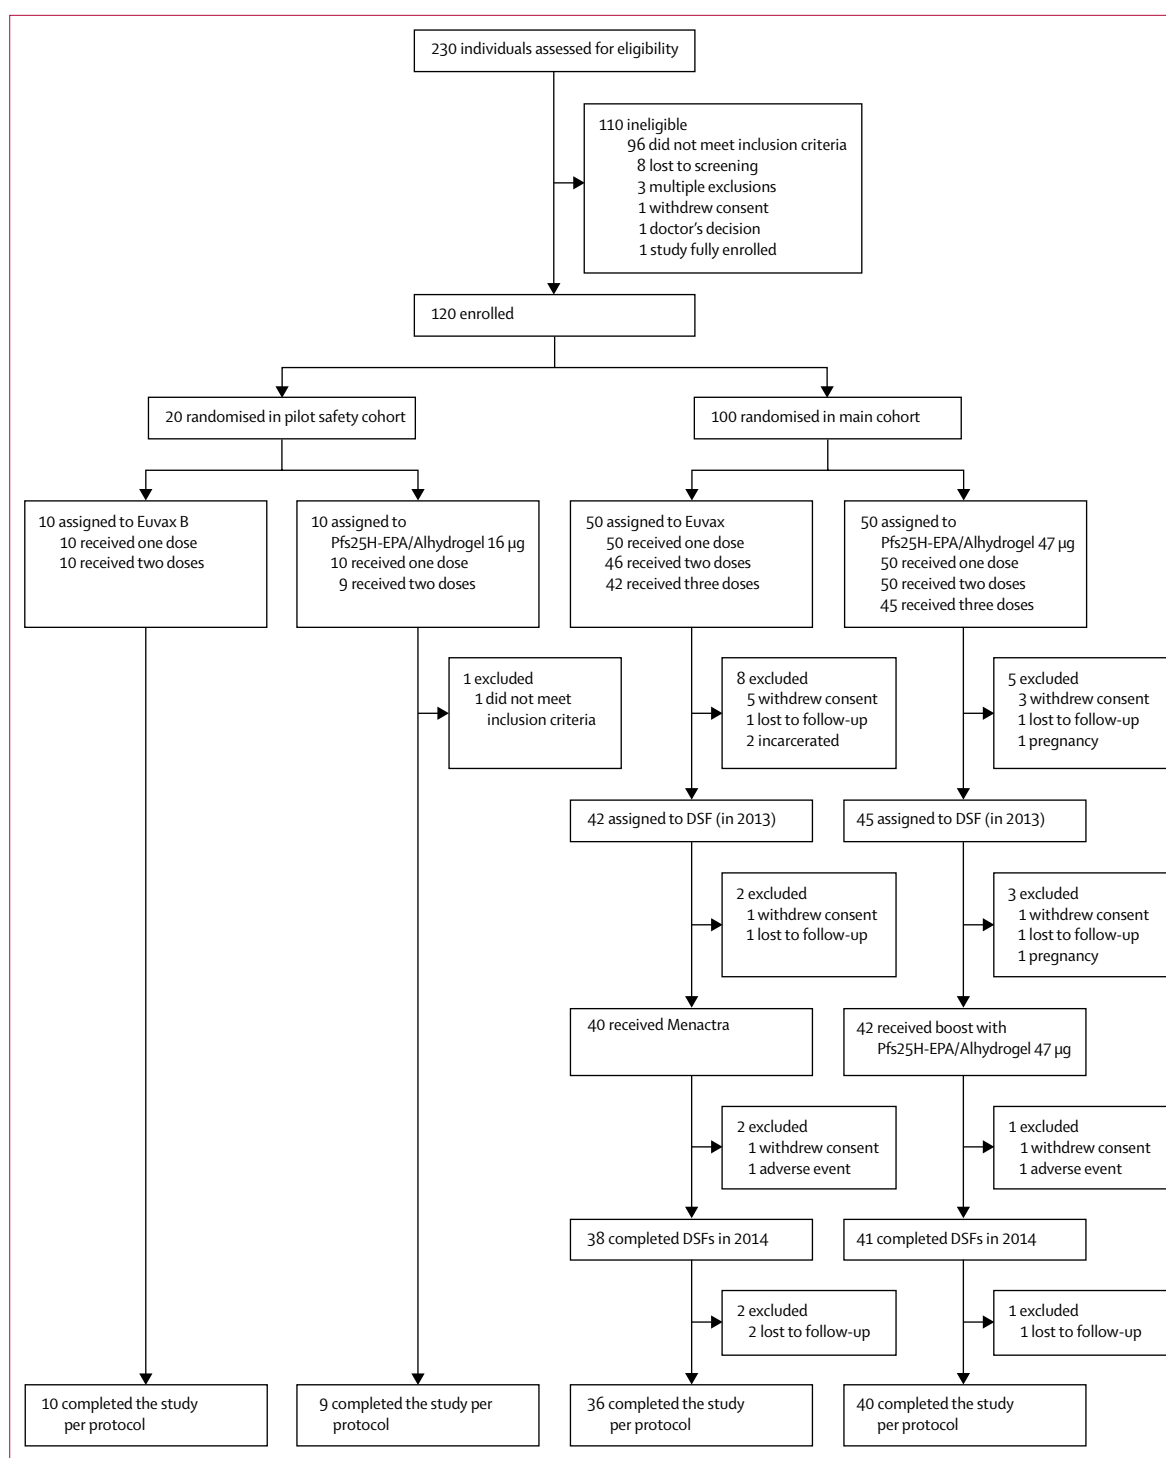 230 individuals assessed for eligibility
110 ineligible
96 did not meet inclusion criteria
8 lost to screening
3 multiple exclusions
1 withdrew consent
1 doctor's decision
1 study fully enrolled
120 enrolled
20 randomised in pilot safety cohort
100 randomised in main cohort
10 assigned to Euvax B
10 received one dose
10 received two doses
10 assigned to
Pfs25H-EPA/Alhydrogel 16 µg
10 received one dose
9 received two doses
50 assigned to Euvax
50 received one dose
46 received two doses
42 received three doses
50 assigned to
Pfs25H-EPA/Alhydrogel 47 µg
50 received one dose
50 received two doses
45 received three doses
1 excluded
1 did not meet
inclusion criteria
8 excluded
5 withdrew consent
1 lost to follow-up
2 incarcerated
5 excluded
3 withdrew consent
1 lost to follow-up
1 pregnancy
42 assigned to DSF (in 2013)
45 assigned to DSF (in 2013)
2 excluded
1 withdrew consent
1 lost to follow-up
3 excluded
1 withdrew consent
1 lost to follow-up
1 pregnancy
40 received Menactra
42 received boost with
Pfs25H-EPA/Alhydrogel 47 µg
2 excluded
1 withdrew consent
1 adverse event
1 excluded
1 withdrew consent
1 adverse event
38 completed DSFs in 2014
41 completed DSFs in 2014
2 excluded
2 lost to follow-up
1 excluded
1 lost to follow-up
10 completed the study
per protocol
9 completed the study per
protocol
36 completed the study
per protocol
40 completed the study
per protocol